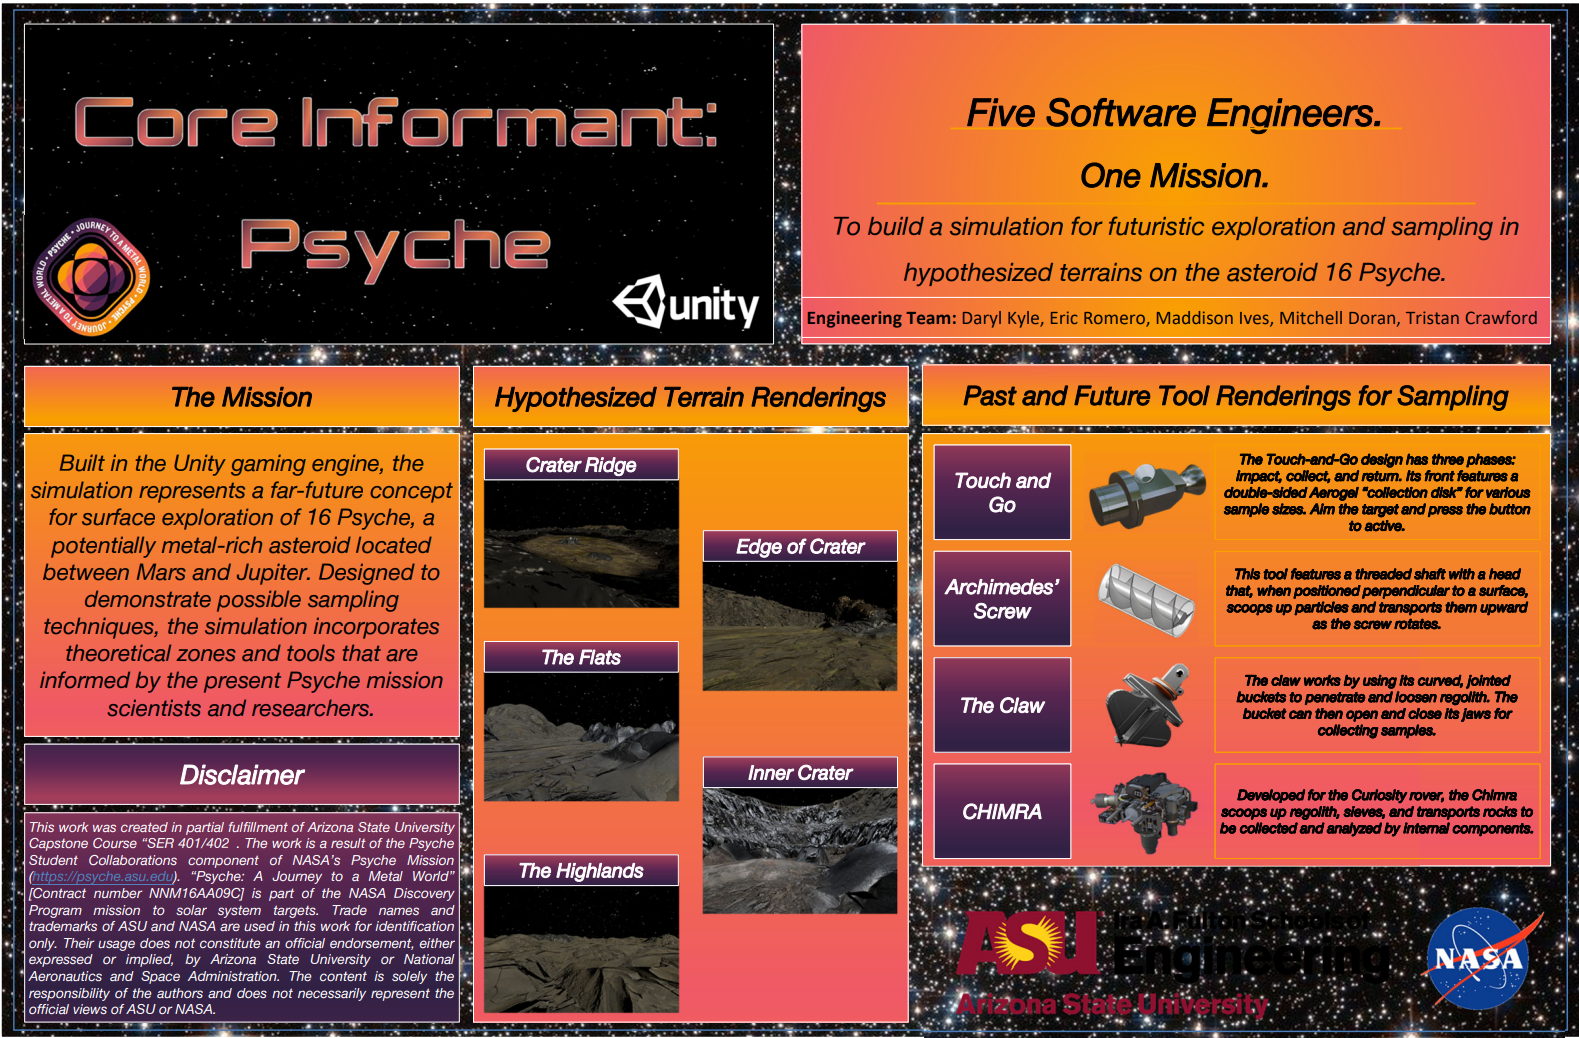 Core Informant:
Psyche
PSYCHE • JOURNEY TO A METAL WORLD • PSYCHE • JOURNEY TO A METAL WORLD •
unity
Five Software Engineers.
One Mission.
To build a simulation for futuristic exploration and sampling in
hypothesized terrains on the asteroid 16 Psyche.
Engineering Team: Daryl Kyle, Eric Romero, Maddison Ives, Mitchell Doran, Tristan Crawford
The Mission
Built in the Unity gaming engine, the
simulation represents a far-future concept
for surface exploration of 16 Psyche, a
potentially metal-rich asteroid located
between Mars and Jupiter. Designed to
demonstrate possible sampling
techniques, the simulation incorporates
theoretical zones and tools that are
informed by the present Psyche mission
scientists and researchers.
Disclaimer
This work was created in partial fulfillment of Arizona State University
Capstone Course “SER 401/402 . The work is a result of the Psyche
Student Collaborations component of NASA’s Psyche Mission
(https://psyche.asu.edu). “Psyche: A Journey to a Metal World”
[Contract number NNM16AA09C] is part of the NASA Discovery
Program mission to solar system targets. Trade names and
trademarks of ASU and NASA are used in this work for identification
only. Their usage does not constitute an official endorsement, either
expressed or implied, by Arizona State University or National
Aeronautics and Space Administration. The content is solely the
responsibility of the authors and does not necessarily represent the
official views of ASU or NASA.
Hypothesized Terrain Renderings
Crater Ridge
Edge of Crater
The Flats
Inner Crater
The Highlands
Past and Future Tool Renderings for Sampling
Touch and
Go
The Touch-and-Go design has three phases:
Impact, collect, and return. Its front features a
double-sided Aerogel “collection disk” for various
sample sizes. Aim the target and press the button
to active.
Archimedes’
Screw
This tool features a threaded shaft with a head
that, when positioned perpendicular to a surface,
scoops up particles and transports them upward
as the screw rotates.
The Claw
The claw works by using its curved, jointed
buckets to penetrate and loosen regolith. The
bucket can then open and close its jaws for
collecting samples.
CHIMRA
Developed for the Curiosity rover, the Chimra
scoops up regolith, sieves, and transports rocks to
be collected and analyzed by internal components.
ASU
A. Fulton Schools of
Engineering
Arizona State University
NASA